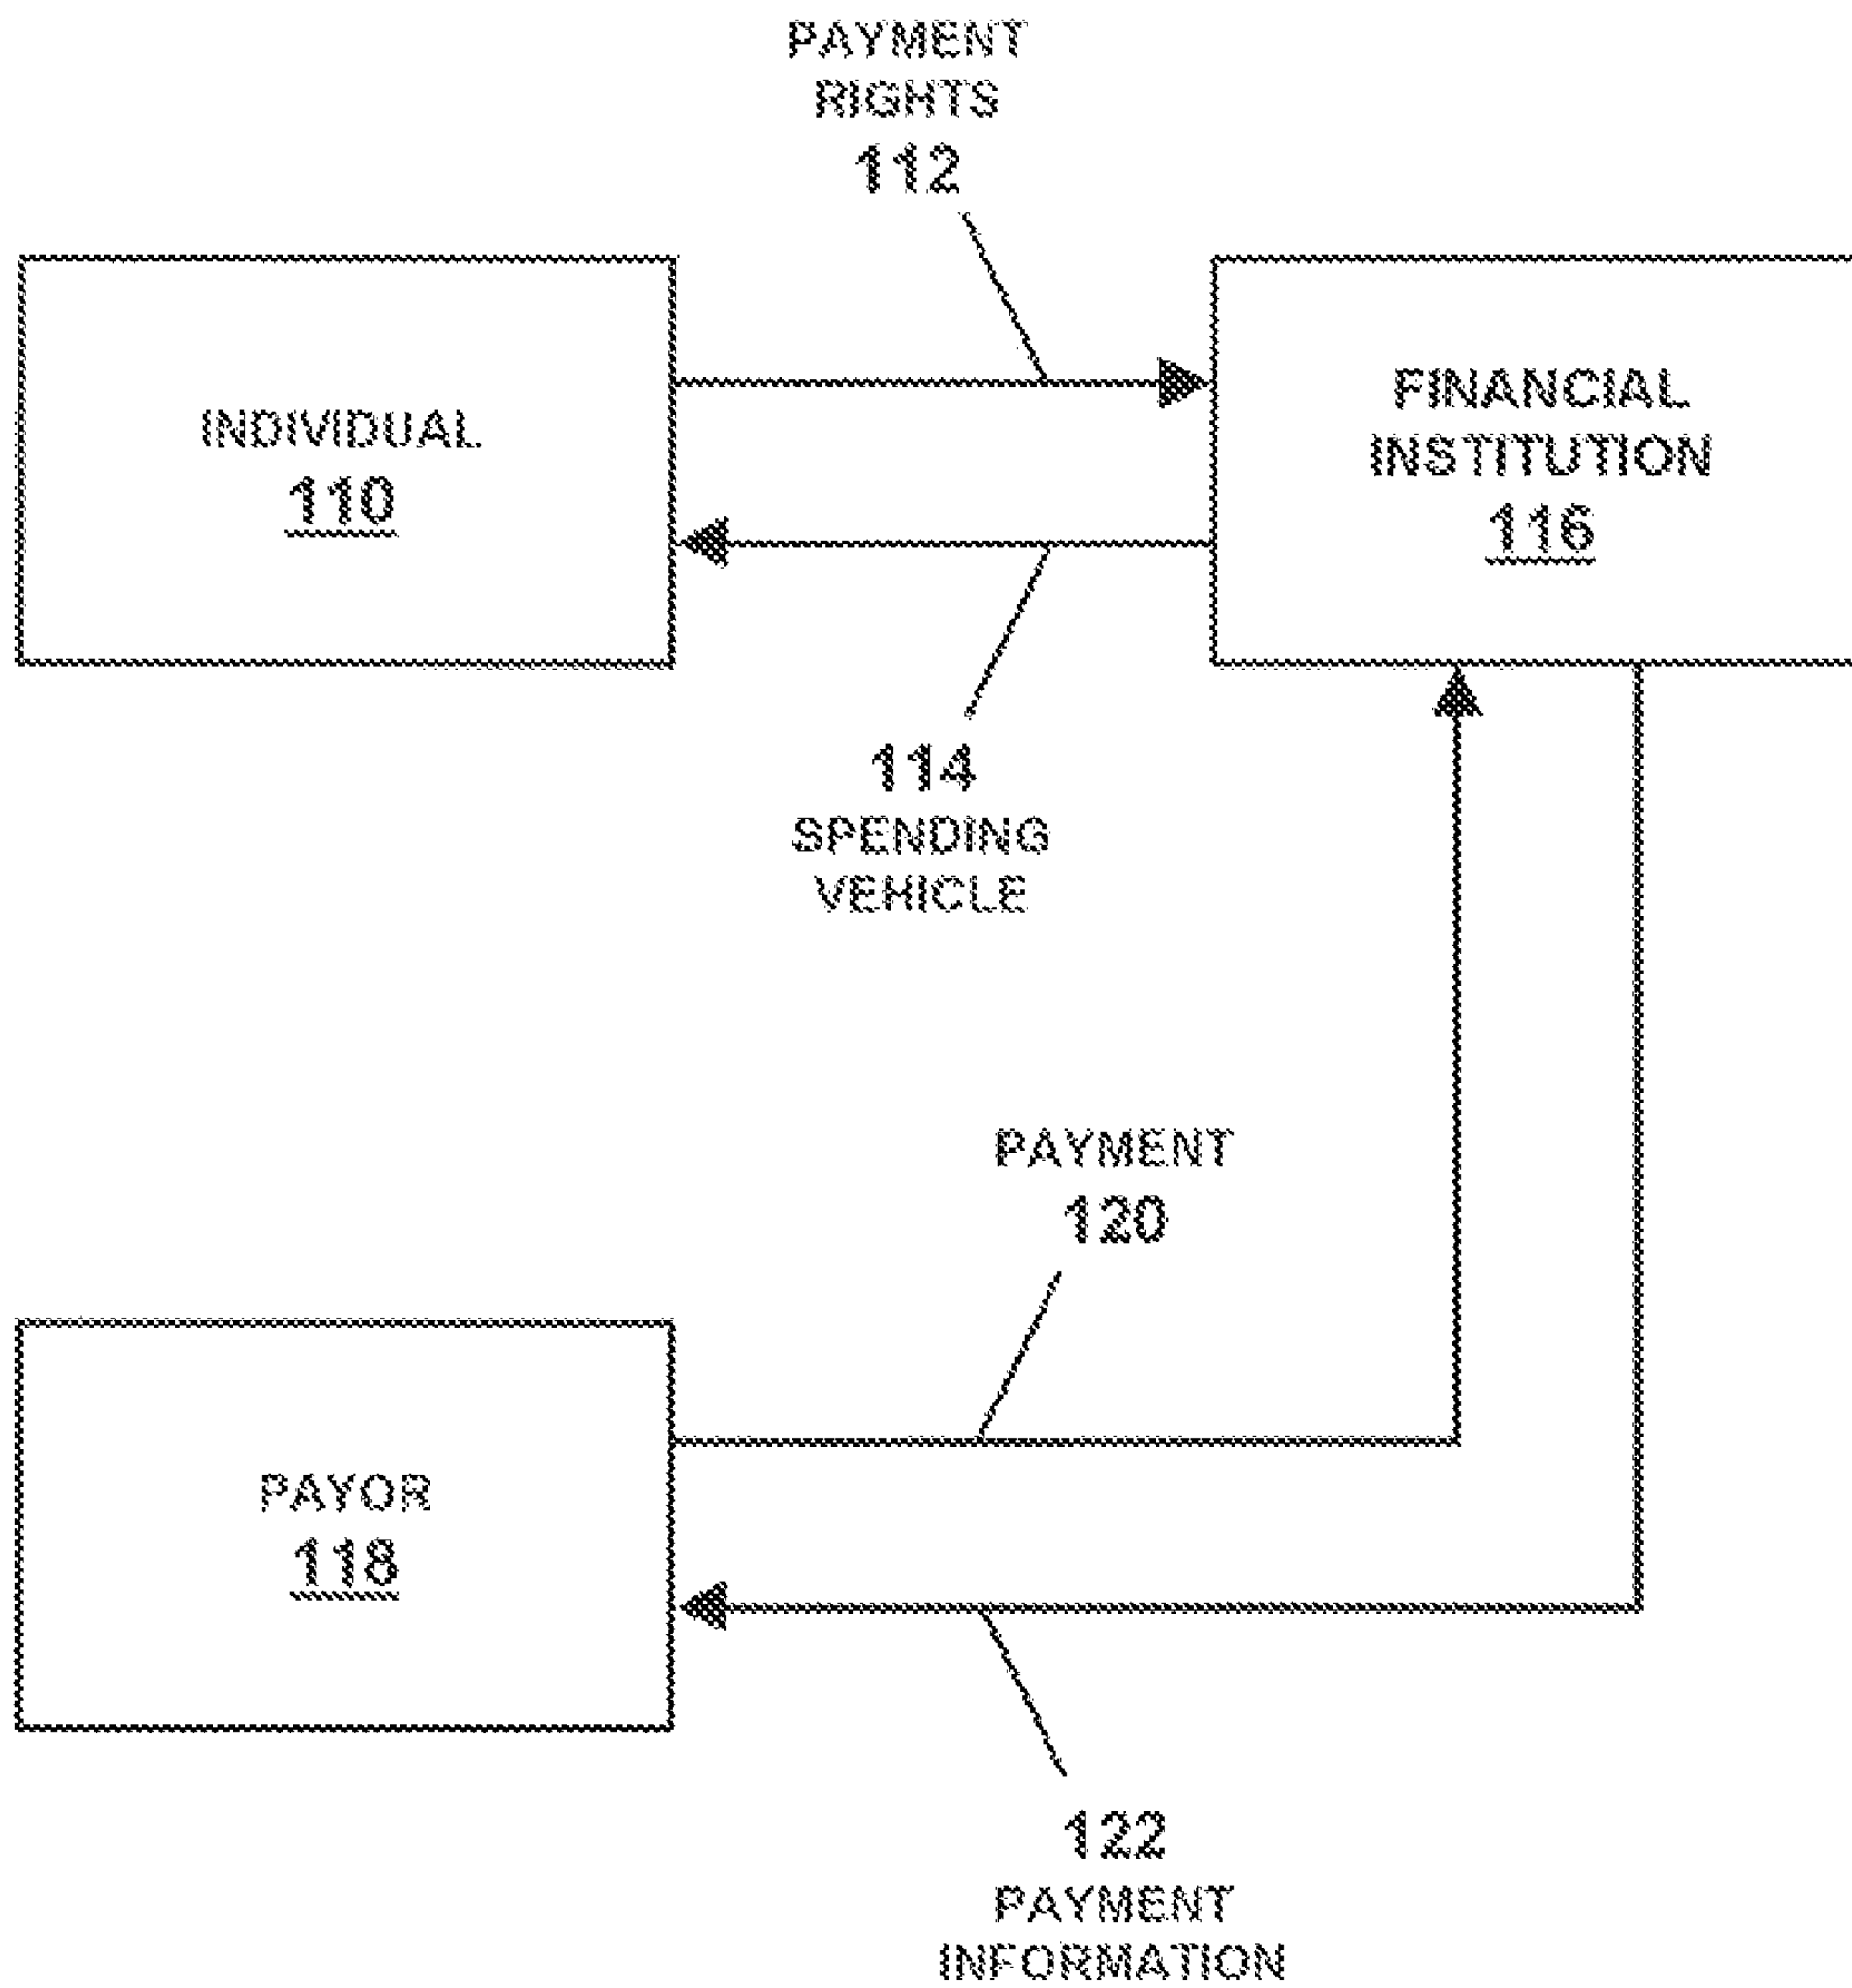 PAYMENT
RIGHTS
112
INDIVIDUAL
110
FINANCIAL
INSTITUTION
116
114
SPENDING
VEHICLE
PAYMENT
120
PAYOR
118
122
PAYMENT
INFORMATION